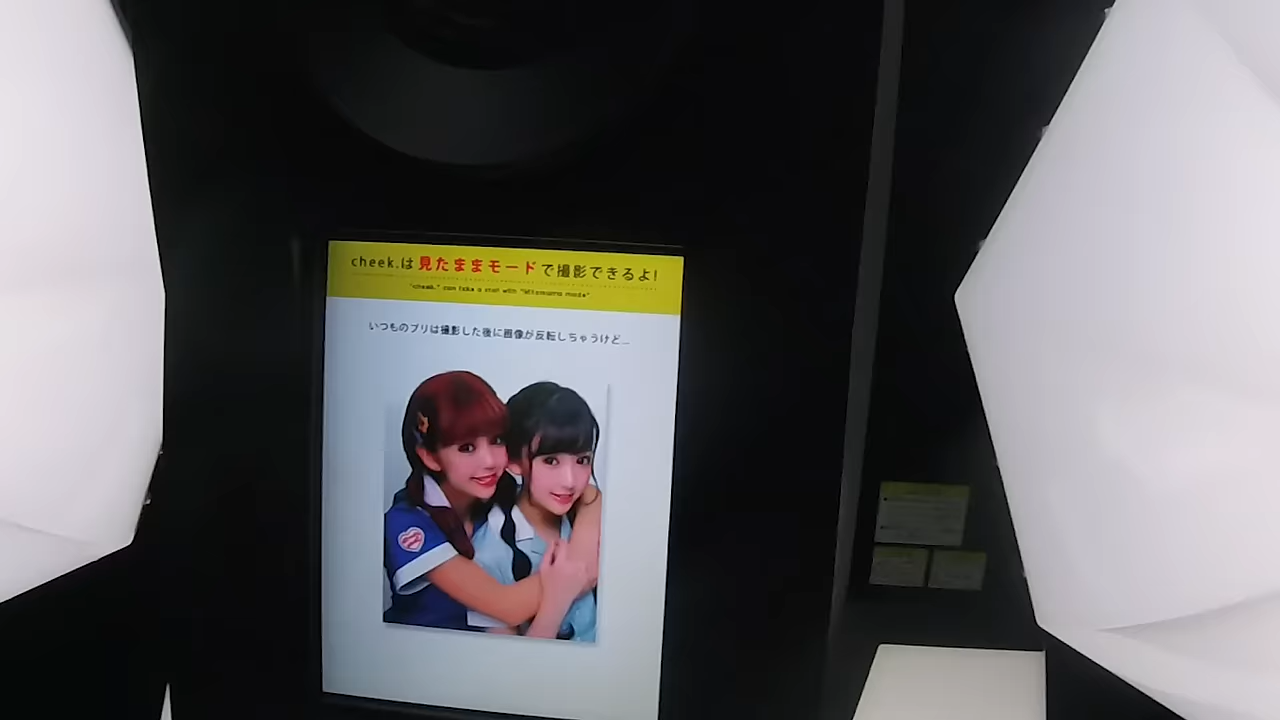 cheek.は見たままモードで撮影できるよ!
"cheek." can take a shot with "Mitamama mode"
いつものプリは撮影した後に画像が反転しちゃうけど...